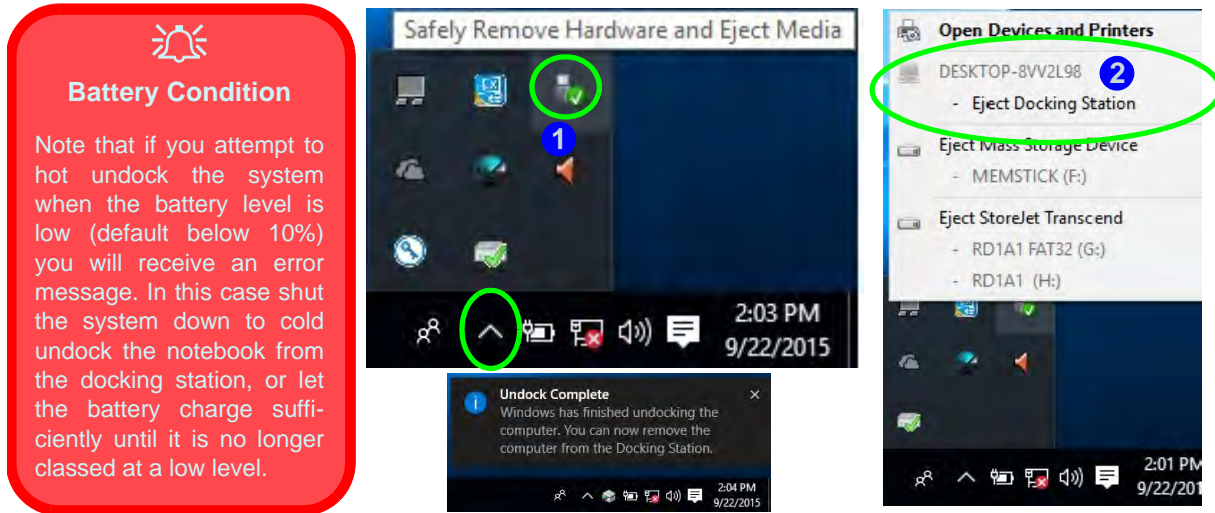 Battery Condition
Note that if you attempt to
hot undock the system
when the battery level is
low (default below 10%)
you will receive an error
message. In this case shut
the system down to cold
undock the notebook from
the docking station, or let
the battery charge suffi-
ciently until it is no longer
classed at a low level.
Safely Remove Hardware and Eject Media
1
2:03 PM
9/22/2015
Undock Complete
Windows has finished undocking the
computer. You can now remove the
computer from the Docking Station.
2:04 PM
9/22/2015
Open Devices and Printers
DESKTOP-8VV2L98 2
- Eject Docking Station
Eject Mass Storage Device
- MEMSTICK (F:)
Eject StoreJet Transcend
- RD1A1 FAT32 (G:)
- RD1A1 (H:)
2:01 PM
9/22/201